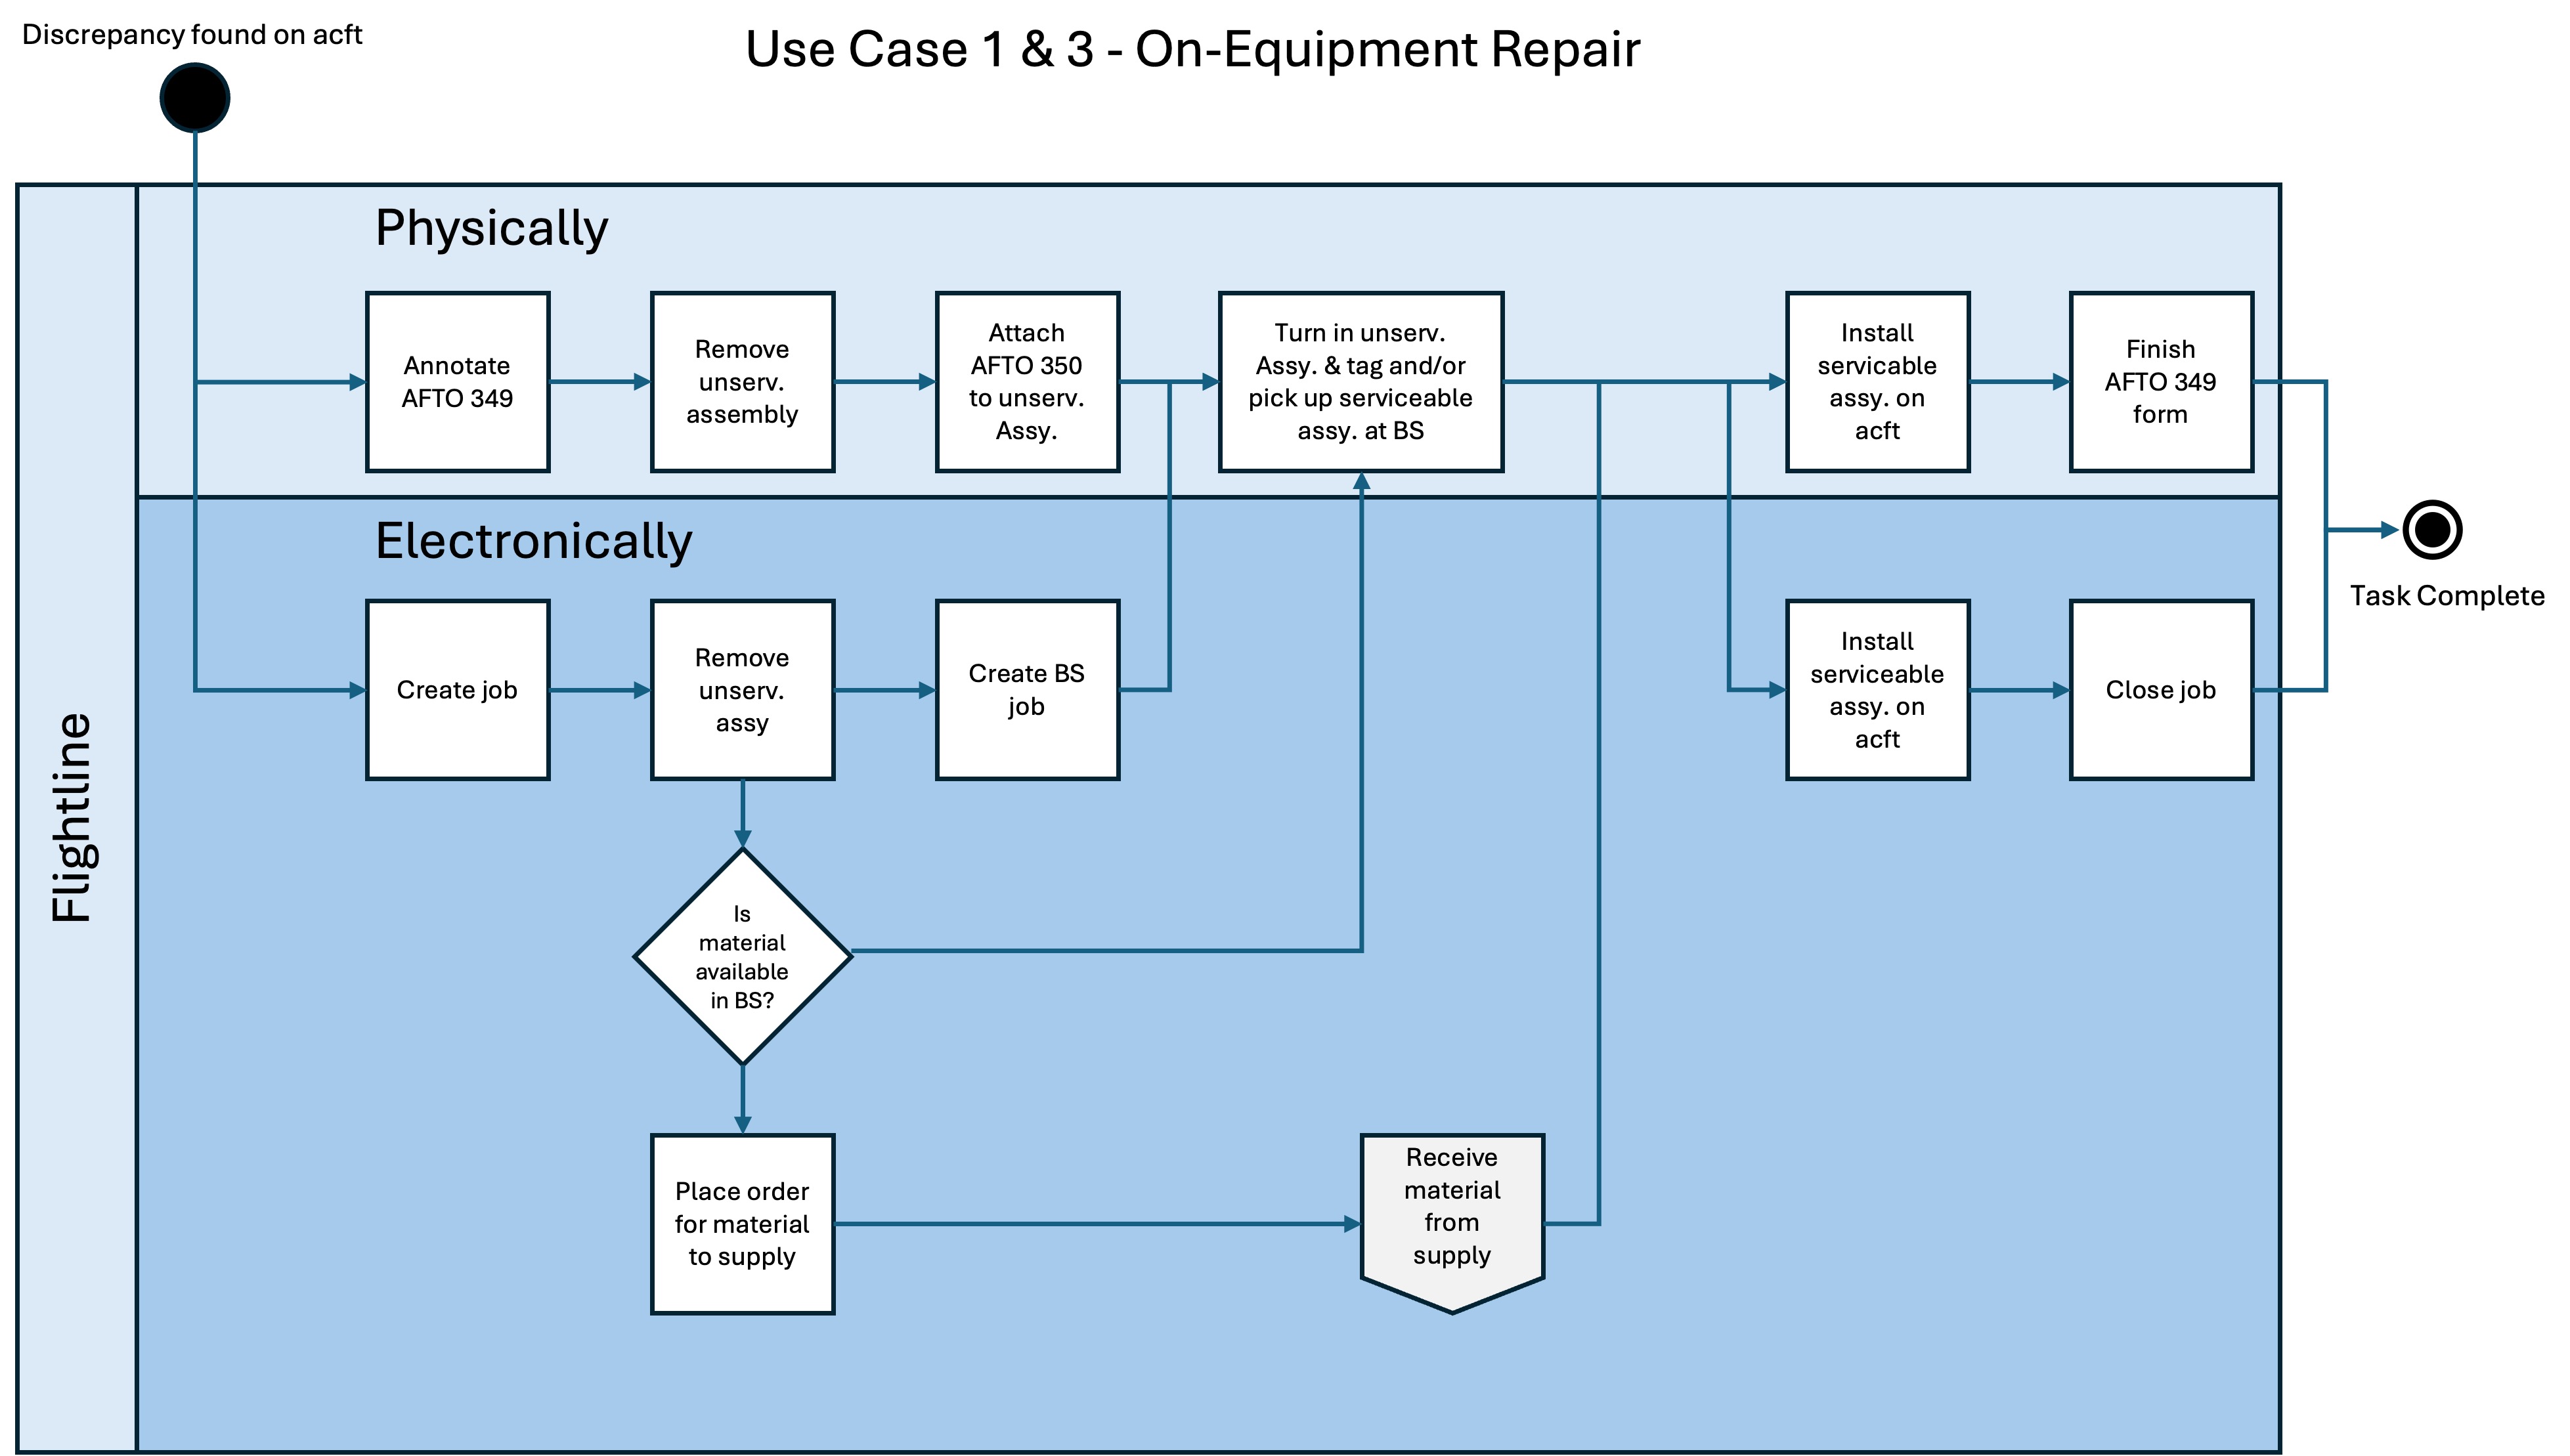 Discrepancy found on acft
Use Case 1 & 3 - On-Equipment Repair
Flightline
Physically
Annotate
AFTO 349
Remove
unserv.
assembly
Attach
AFTO 350
to unserv.
Assy.
Turn in unserv.
Assy. & tag and/or
pick up serviceable
assy. at BS
Install
servicable
assy. on
acft
Finish
AFTO 349
form
Electronically
Create job
Remove
unserv.
assy
Create BS
job
Install
serviceable
assy. on
acft
Close job
Task Complete
Is
material
available
in BS?
Place order
for material
to supply
Receive
material
from
supply